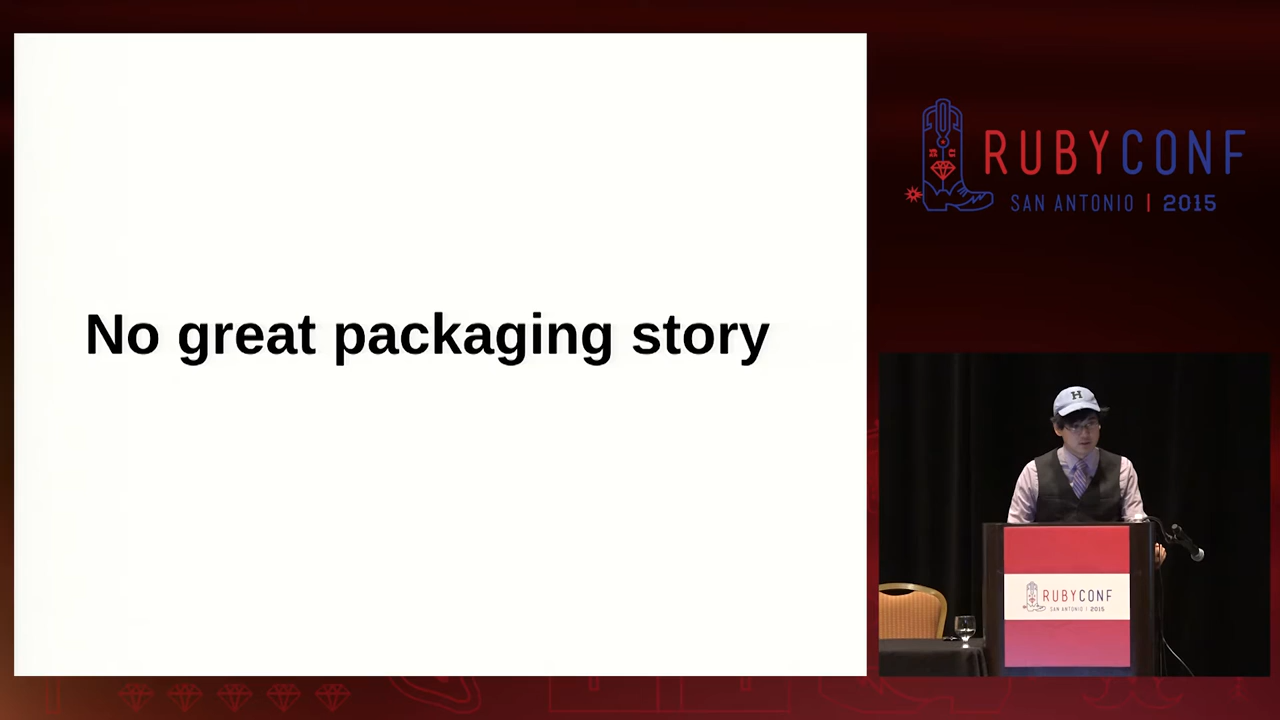 No great packaging story
RUBYCONF
SAN ANTONIO | 2015
H
RUBYCONF
SAN ANTONIO | 2015